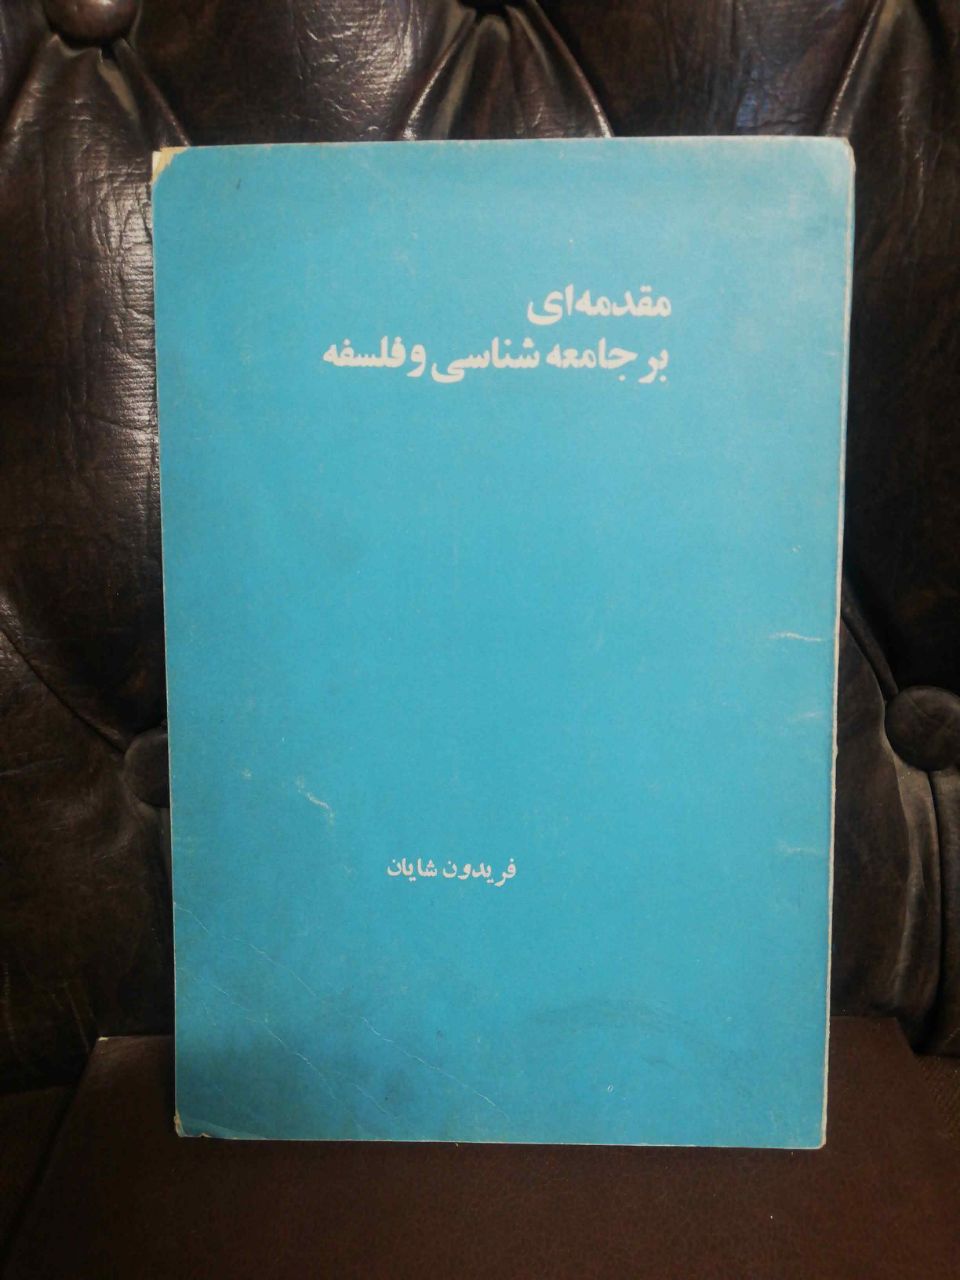 مقدمه‌ای
بر جامعه شناسی و فلسفه
فریدون شایان